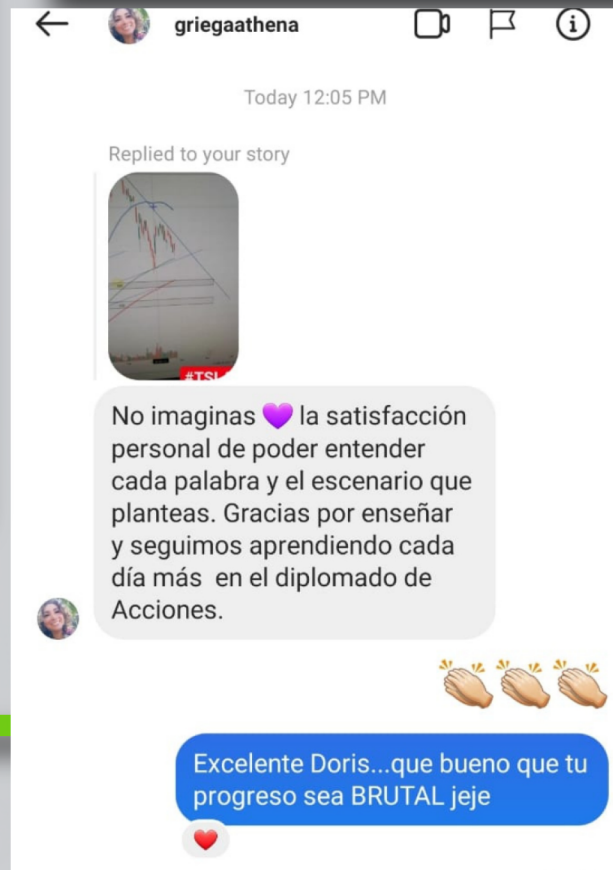 griegaathena
Today 12:05 PM
Replied to your story
#TSL
No imaginas 💜 la satisfacción
personal de poder entender
cada palabra y el escenario que
planteas. Gracias por enseñar
y seguimos aprendiendo cada
día más  en el diplomado de
Acciones.
👏👏👏
Excelente Doris...que bueno que tu
progreso sea BRUTAL jeje
❤️